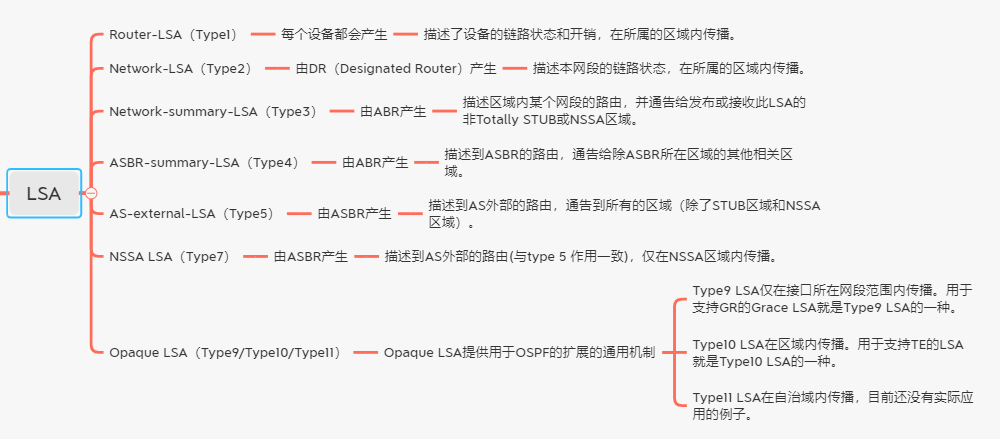 LSA
Router-LSA（Type1）
每个设备都会产生
描述了设备的链路状态和开销，在所属的区域内传播。
Network-LSA（Type2）
由DR（Designated Router）产生
描述本网段的链路状态，在所属的区域内传播。
Network-summary-LSA（Type3）
由ABR产生
描述区域内某个网段的路由，并通告给发布或接收此LSA的
非Totally STUB或NSSA区域。
ASBR-summary-LSA（Type4）
由ABR产生
描述到ASBR的路由，通告给除ASBR所在区域的其他相关区
域。
AS-external-LSA（Type5）
由ASBR产生
描述到AS外部的路由，通告到所有的区域（除了STUB区域和NSSA
区域）。
NSSA LSA（Type7）
由ASBR产生
描述到AS外部的路由(与type 5 作用一致)，仅在NSSA区域内传播。
Opaque LSA（Type9/Type10/Type11）
Opaque LSA提供用于OSPF的扩展的通用机制
Type9 LSA仅在接口所在网段范围内传播。用于
支持GR的Grace LSA就是Type9 LSA的一种。
Type10 LSA在区域内传播。用于支持TE的LSA
就是Type10 LSA的一种。
Type11 LSA在自治域内传播，目前还没有实际应
用的例子。